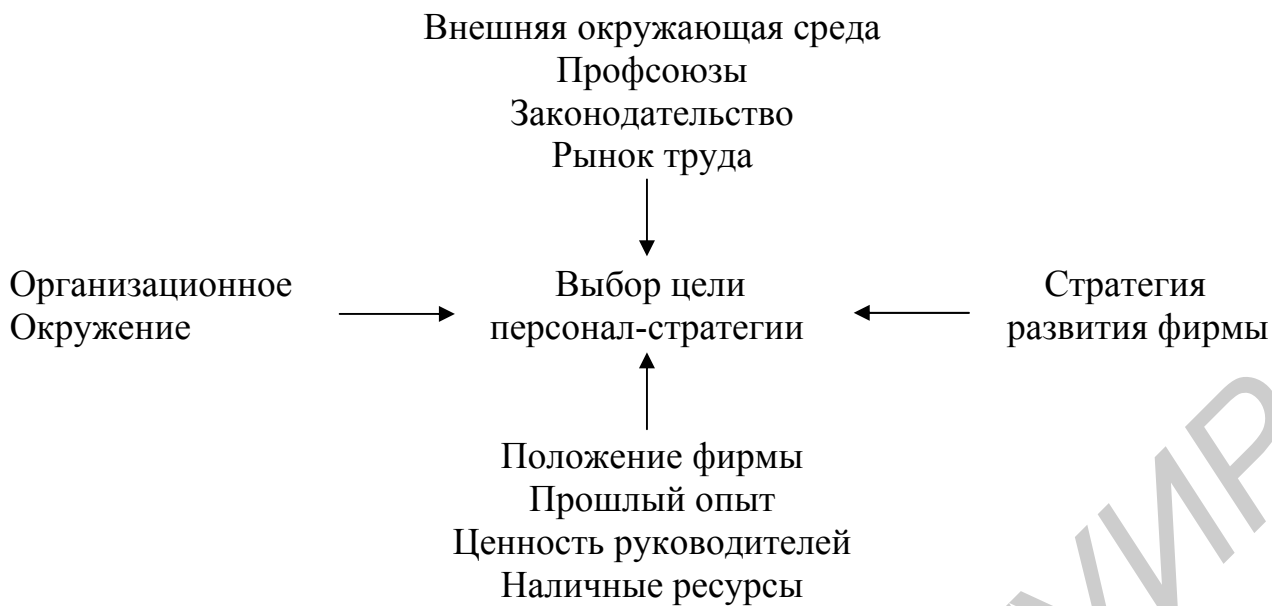 Внешняя окружающая среда
Профсоюзы
Законодательство
Рынок труда
Организационное
Окружение
Выбор цели
персонал-стратегии
Стратегия
развития фирмы
Положение фирмы
Прошлый опыт
Ценность руководителей
Наличные ресурсы
УИР